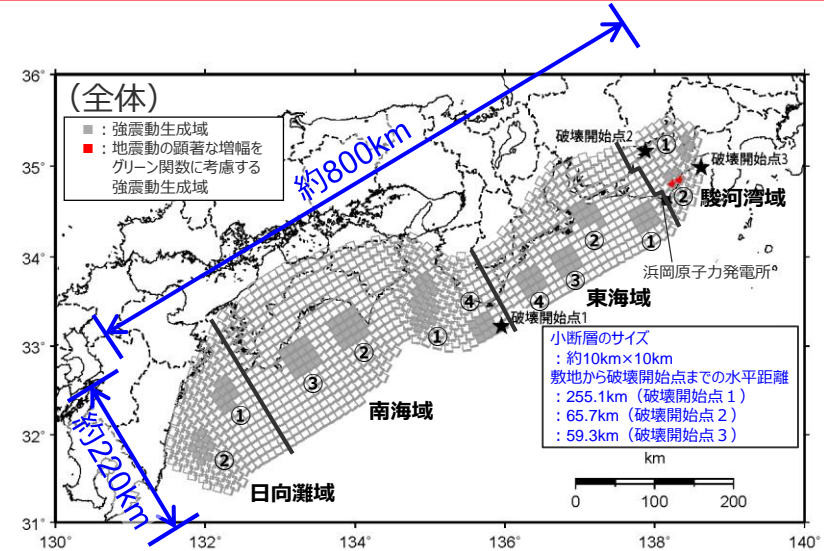 (全体)
■:強震動生成域
■:地震動の顕著な増幅を
グリーン関数に考慮する
強震動生成域
約800km
約220km
36°
35°
34°
33°
32°
31°
130°
132°
134°
136°
138°
140°
破壊開始点2
①
破壊開始点3
②
駿河湾域
浜岡原子力発電所
①
②
③
④
東海域
④
破壊開始点1
①
②
③
南海域
①
②
日向灘域
小断層のサイズ
:約10km×10km
敷地から破壊開始点までの水平距離
:255.1km(破壊開始点1)
:65.7km(破壊開始点2)
:59.3km(破壊開始点3)
km
0 100 200